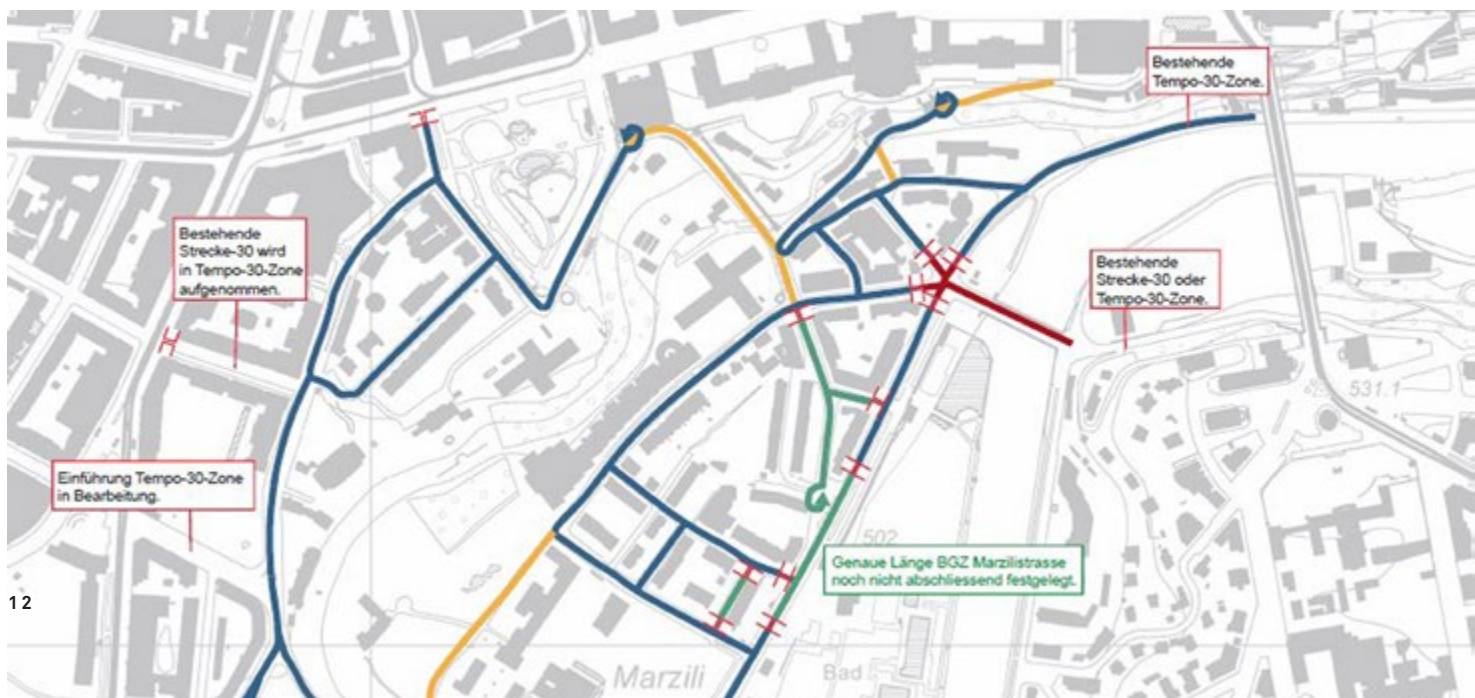 Bestehende
Tempo-30-Zone.
Bestehende
Strecke-30 wird
in Tempo-30-Zone
aufgenommen.
Bestehende
Strecke-30 oder
Tempo-30-Zone.
531.1
Einführung Tempo-30-Zone
in Bearbeitung.
502
Genaue Länge BGZ Marzilistrasse
noch nicht abschliessend festgelegt.
12
Marzili
Bad